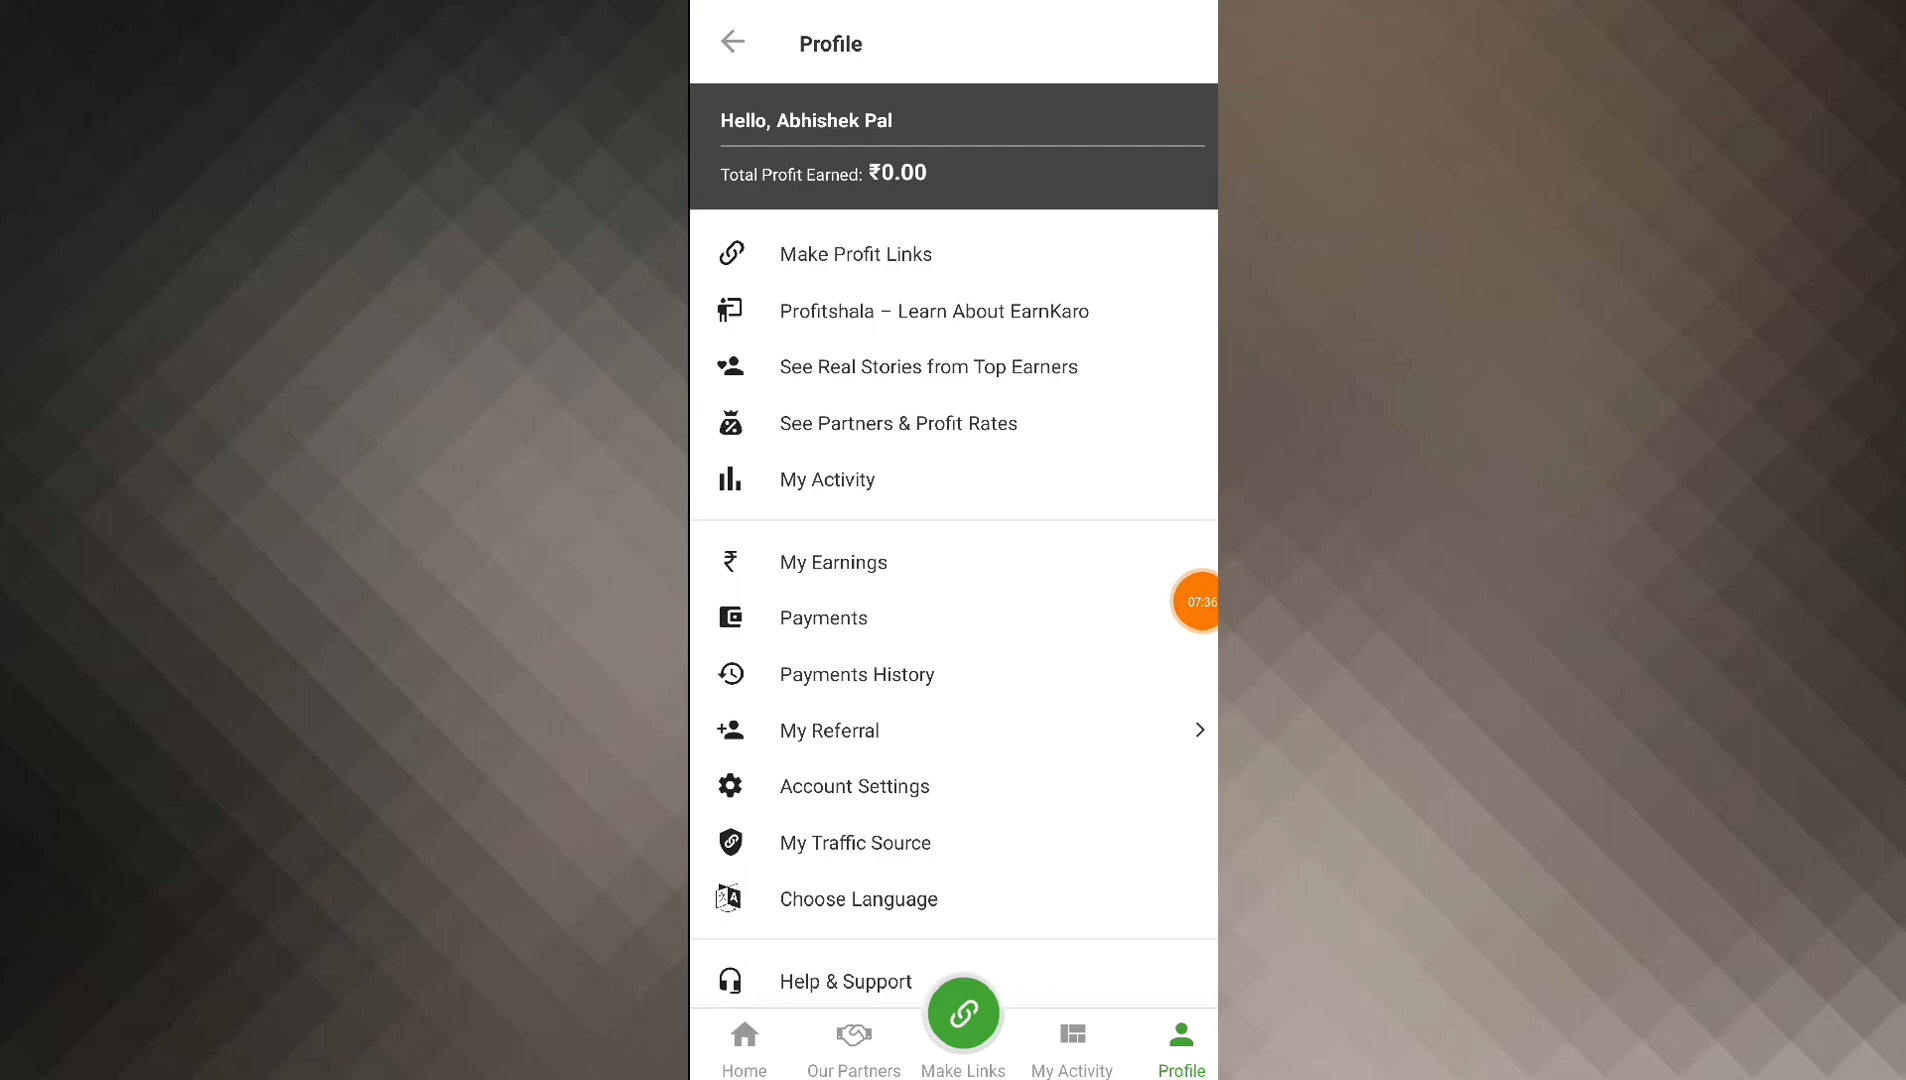 Profile
Hello, Abhishek Pal
Total Profit Earned: ₹0.00
Make Profit Links
Profitshala – Learn About EarnKaro
See Real Stories from Top Earners
See Partners & Profit Rates
My Activity
My Earnings
07:36
Payments
Payments History
My Referral
Account Settings
My Traffic Source
Choose Language
Help & Support
Home Our Partners Make Links My Activity Profile